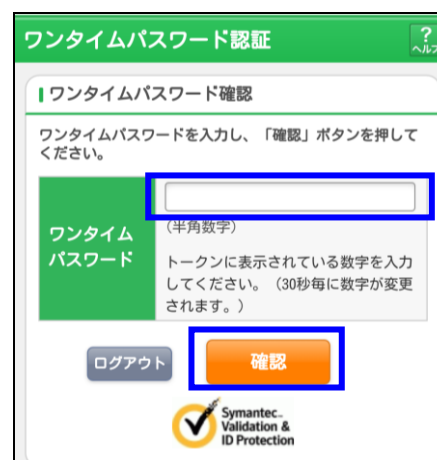 ワンタイムパスワード認証
?
ヘルプ
ワンタイムパスワード確認
ワンタイムパスワードを入力し、「確認」ボタンを押して
ください。
ワンタイム
パスワード
(半角数字)
トークンに表示されている数字を入力
してください。（30秒毎に数字が変更
されます。）
ログアウト
確認
Symantec™
Validation &
ID Protection